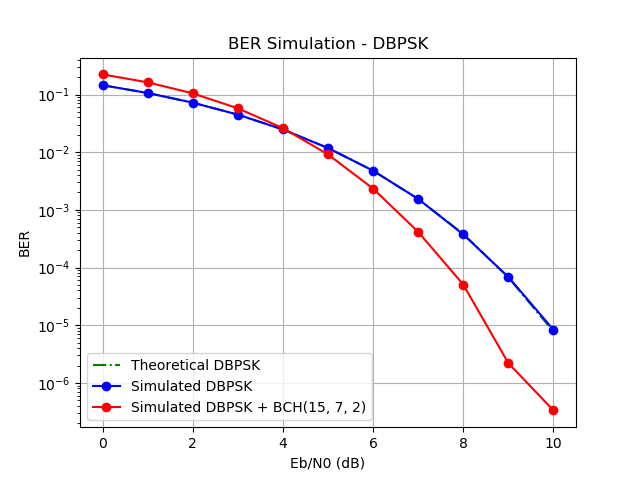 BER Simulation - DBPSK
BER
10⁻¹
10⁻²
10⁻³
10⁻⁴
10⁻⁵
10⁻⁶
Theoretical DBPSK
Simulated DBPSK
Simulated DBPSK + BCH(15, 7, 2)
0 2 4 6 8 10
Eb/N0 (dB)